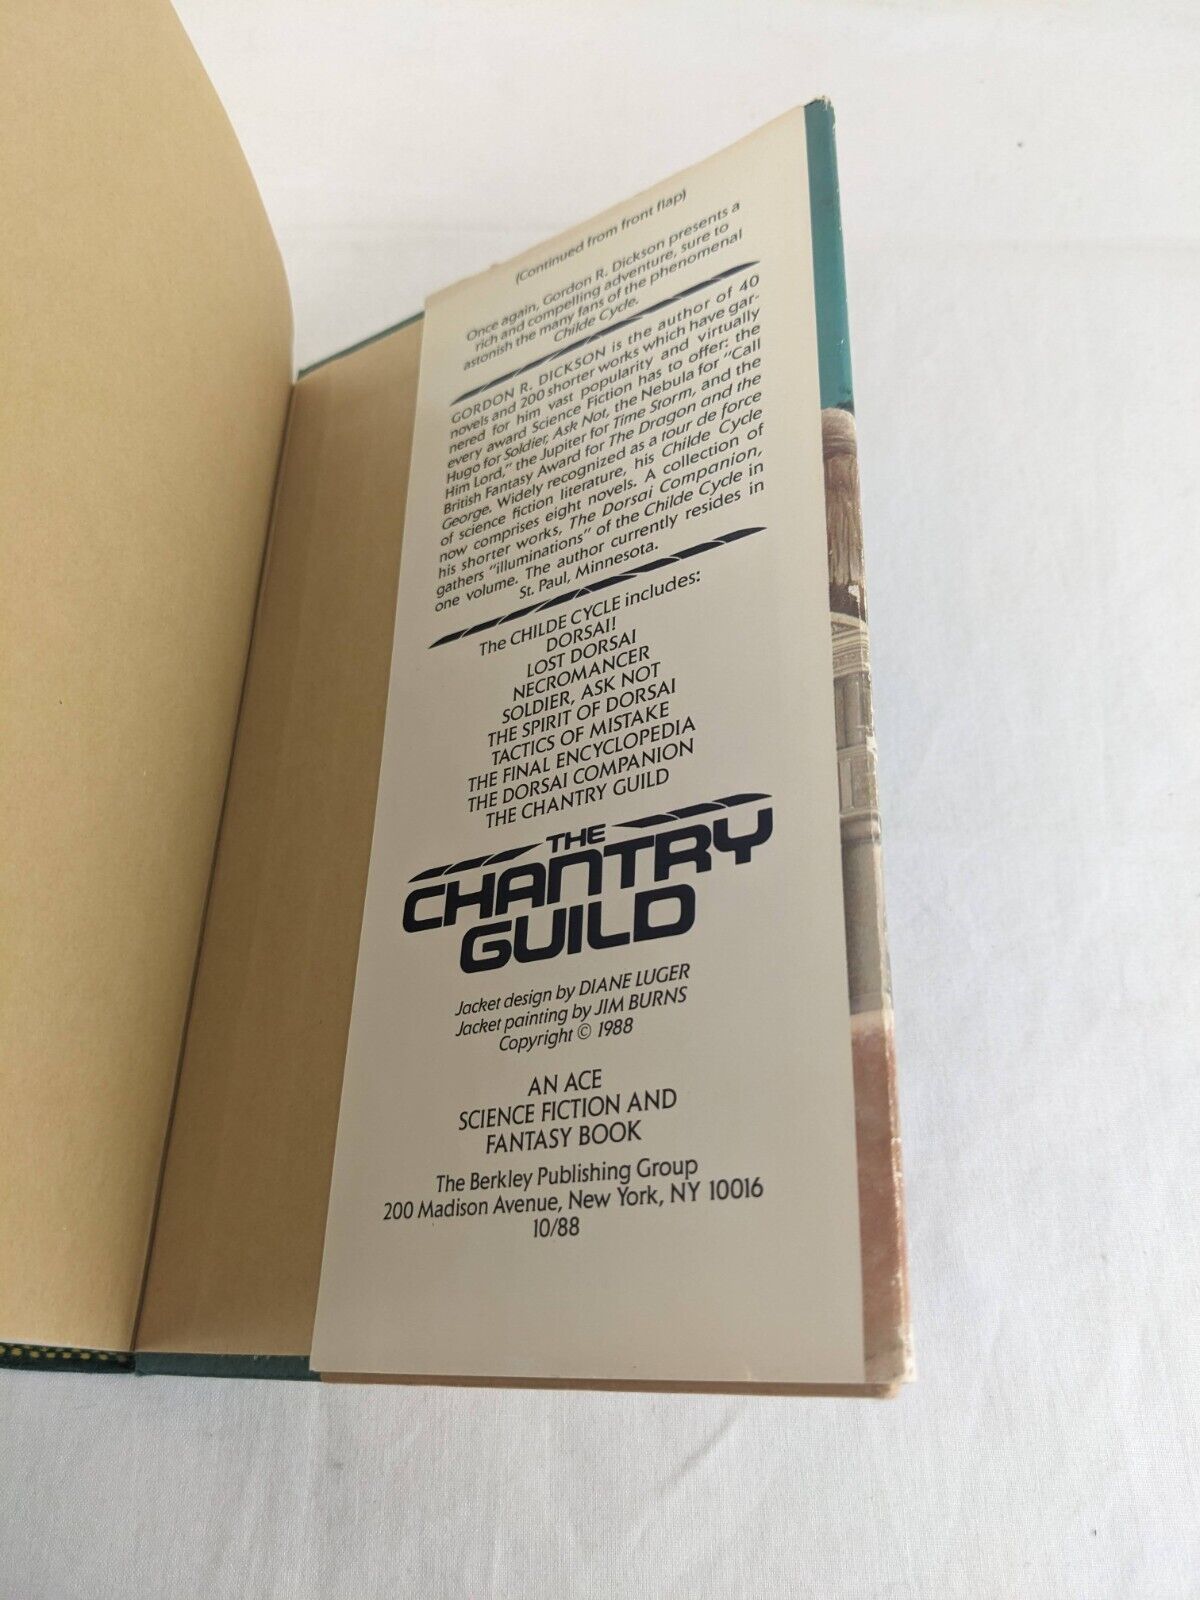 (Continued from front flap)
Once again, Gordon R. Dickson presents a
rich and compelling adventure, sure to
astonish the many fans of the phenomenal
Childe Cycle.
GORDON R. DICKSON is the author of 40
novels and 200 shorter works which have gar-
nered for him vast popularity and virtually
every award Science Fiction has to offer: the
Hugo for Soldier, Ask Not, the Nebula for "Call
Him Lord," the Jupiter for Time Storm, and the
British Fantasy Award for The Dragon and the
George. Widely recognized as a tour de force
of science fiction literature, his Childe Cycle
now comprises eight novels. A collection of
his shorter works, The Dorsai Companion,
gathers "illuminations" of the Childe Cycle in
one volume. The author currently resides in
St. Paul, Minnesota.
The CHILDE CYCLE includes:
DORSAI!
LOST DORSAI
NECROMANCER
SOLDIER, ASK NOT
THE SPIRIT OF DORSAI
TACTICS OF MISTAKE
THE FINAL ENCYCLOPEDIA
THE DORSAI COMPANION
THE CHANTRY GUILD
THE
CHANTRY
GUILD
Jacket design by DIANE LUGER
Jacket painting by JIM BURNS
Copyright © 1988
AN ACE
SCIENCE FICTION AND
FANTASY BOOK
The Berkley Publishing Group
200 Madison Avenue, New York, NY 10016
10/88